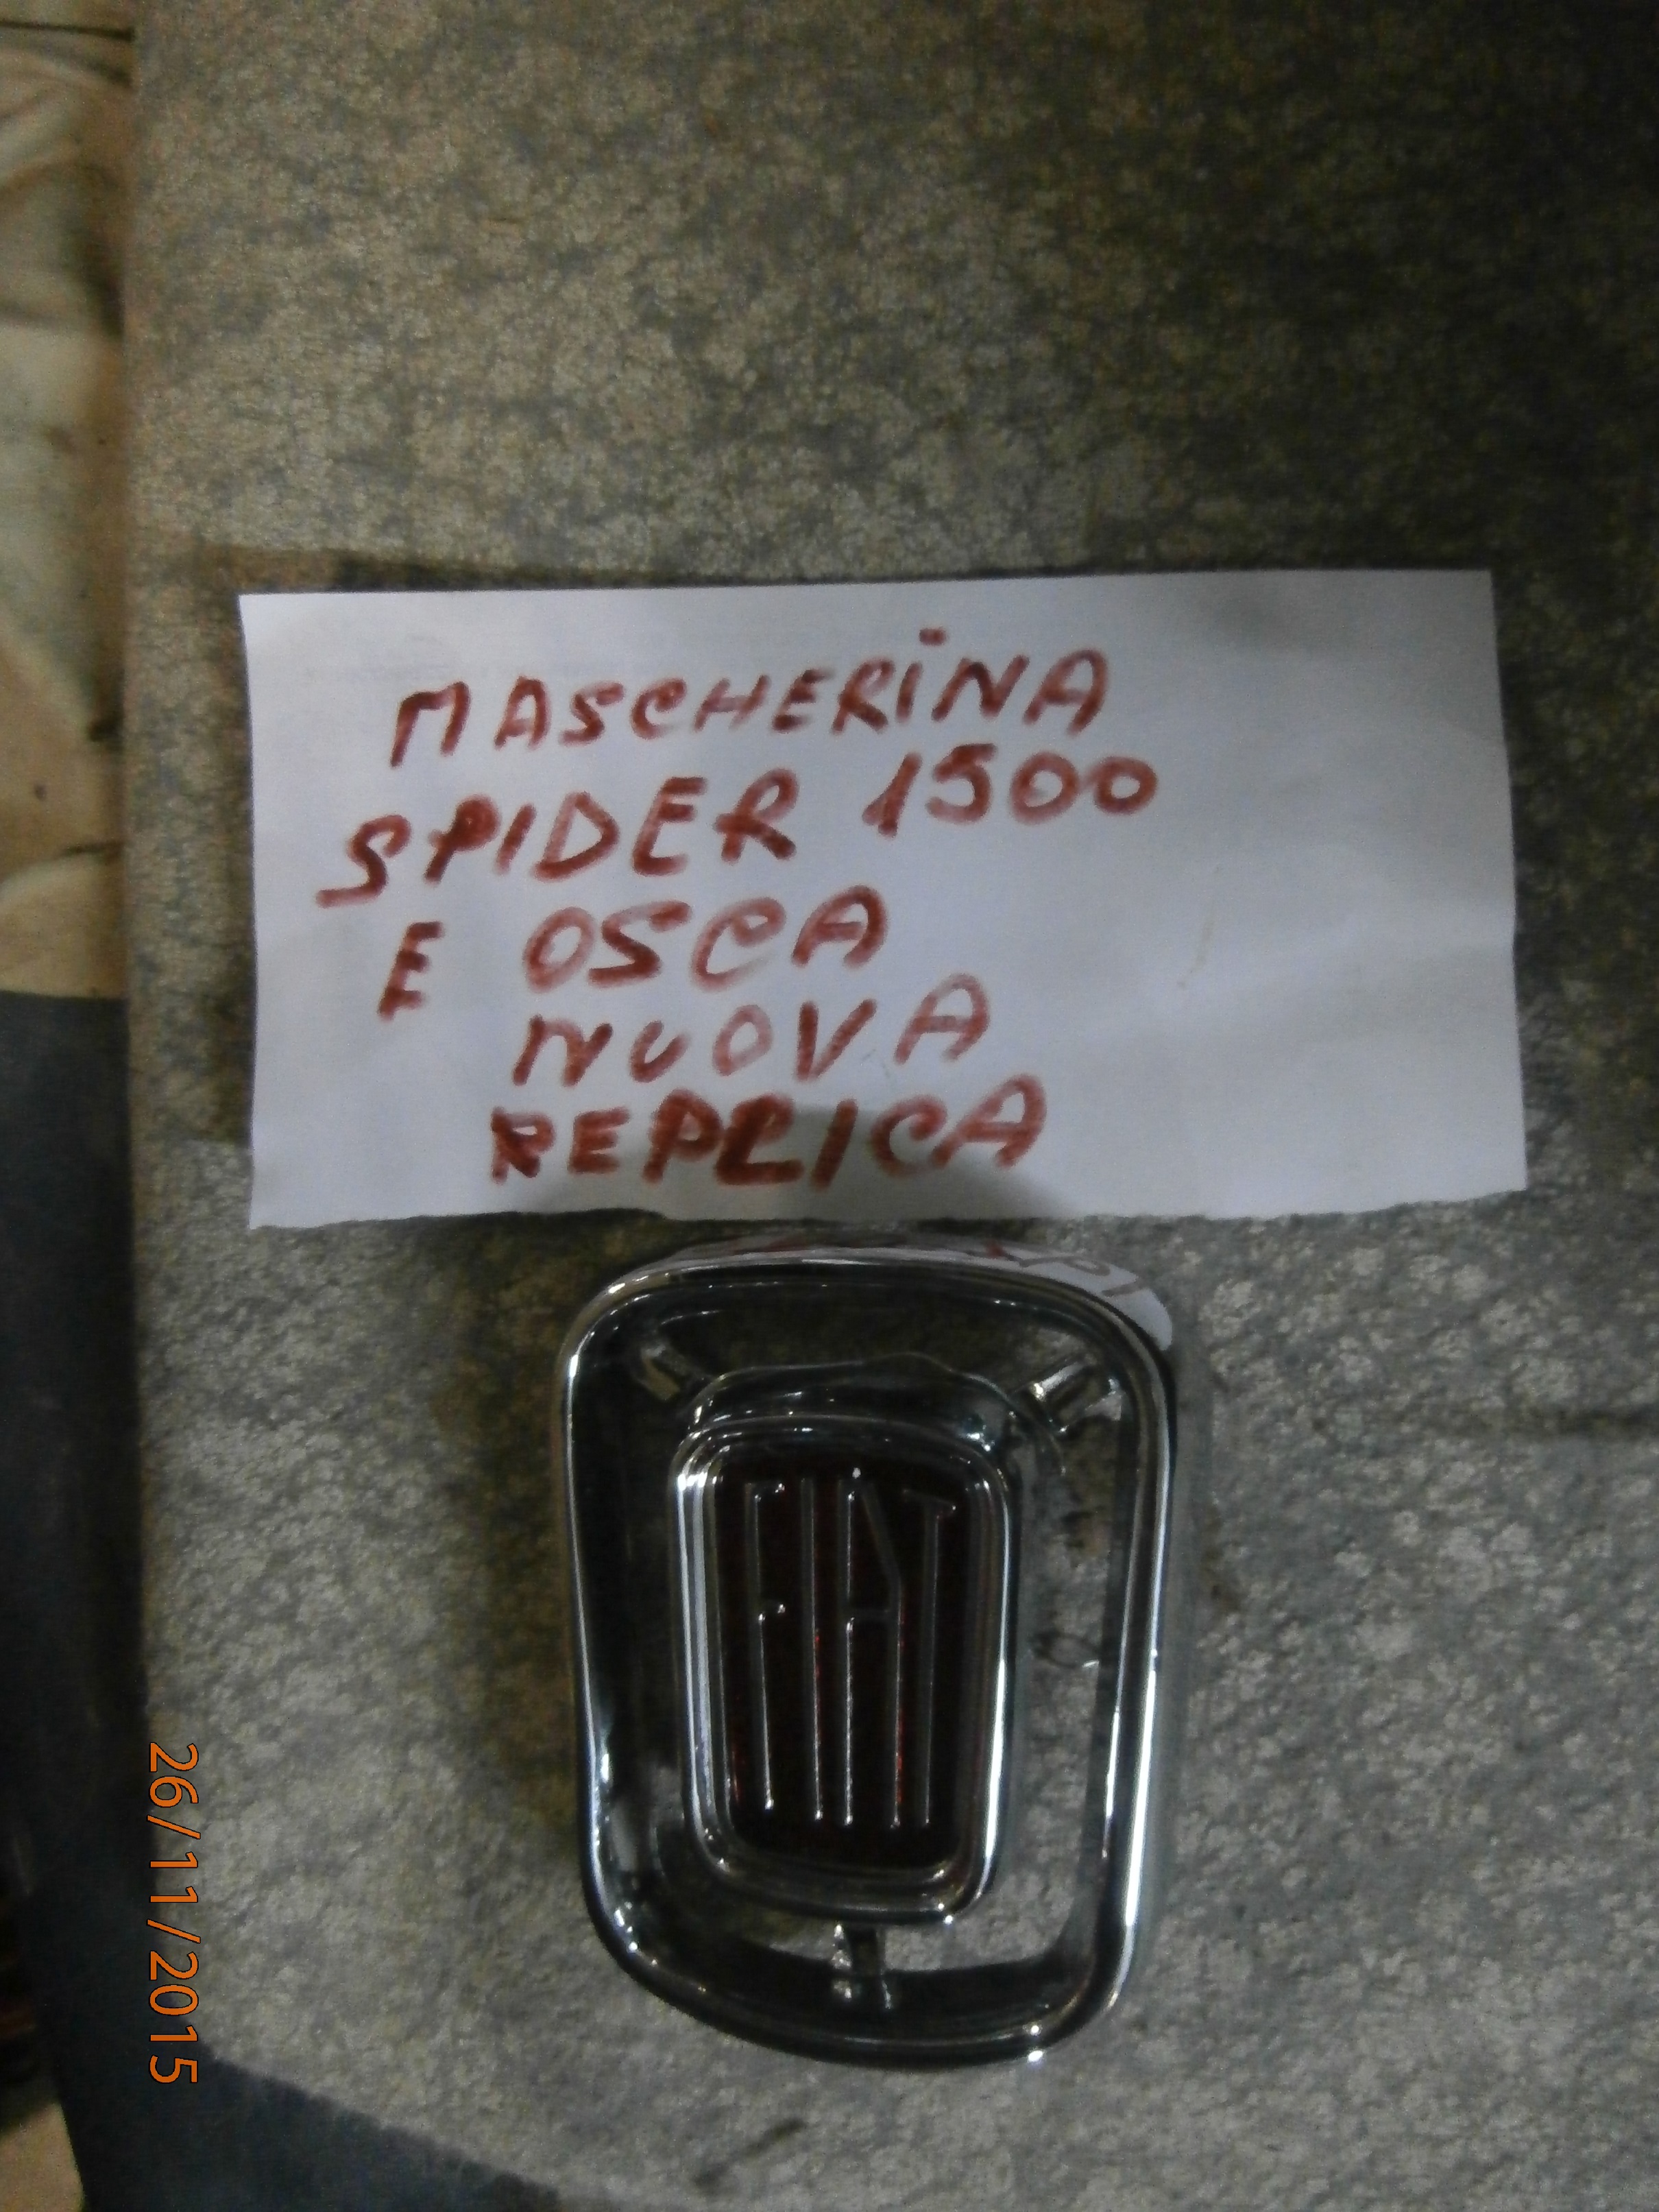 MASCHERINA
SPIDER 1500
E OSCA
NUOVA
REPLICA
FIAT
26/11/2015